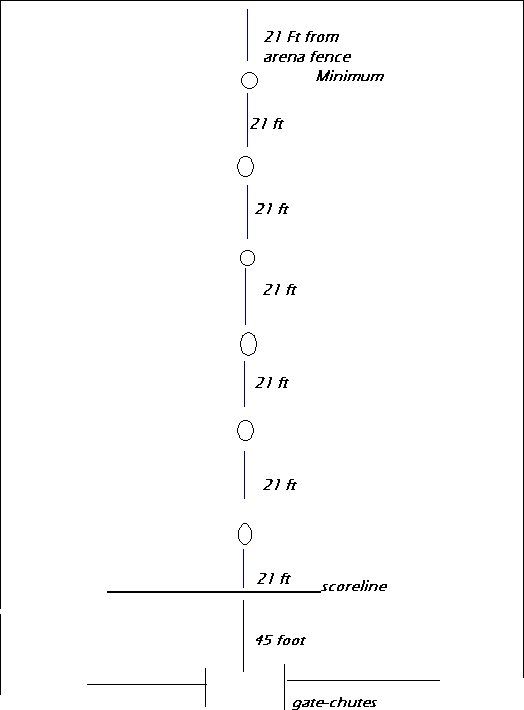 21 Ft from
arena fence
Minimum
21 ft
21 ft
21 ft
21 ft
21 ft
21 ft
scoreline
45 foot
gate-chutes